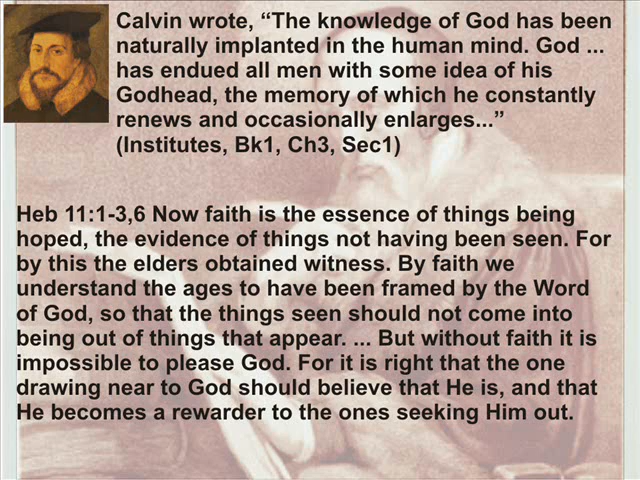 Calvin wrote, “The knowledge of God has been
naturally implanted in the human mind. God ...
has endued all men with some idea of his
Godhead, the memory of which he constantly
renews and occasionally enlarges...”
(Institutes, Bk1, Ch3, Sec1)
Heb 11:1-3,6 Now faith is the essence of things being
hoped, the evidence of things not having been seen. For
by this the elders obtained witness. By faith we
understand the ages to have been framed by the Word
of God, so that the things seen should not come into
being out of things that appear. ... But without faith it is
impossible to please God. For it is right that the one
drawing near to God should believe that He is, and that
He becomes a rewarder to the ones seeking Him out.